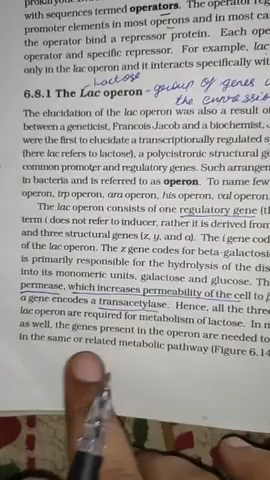 with sequences termed operators. The operator reg
promoter elements in most operons and in most ca
the operator bind a repressor protein. Each ope
operator and specific repressor. For example, lac
only in the lac operon and it interacts specifically wit
Lactose
6.8.1 The Lac operon - group of genes
the
The elucidation of the lac operon was also a result of
between a geneticist, Francois Jacob and a biochemist,
were the first to elucidate a transcriptionally regulated s
(here lac refers to lactose), a polycistronic structural g
common promoter and regulatory genes. Such arrangem
in bacteria and is referred to as operon. To name few
operon, trp operon, ara operon, his operon, val operon
The lac operon consists of one regulatory gene (t
term i does not refer to inducer, rather it is derived from
and three structural genes (z, y, and a). The i gene cod
of the lac operon. The z gene codes for beta-galactosi
is primarily responsible for the hydrolysis of the dis
into its monomeric units, galactose and glucose. Th
permease, which increases permeability of the cell to
a gene encodes a transacetylase. Hence, all the thre
lac operon are required for metabolism of lactose. In m
as well, the genes present in the operon are needed to
in the same or related metabolic pathway (Figure 6.14